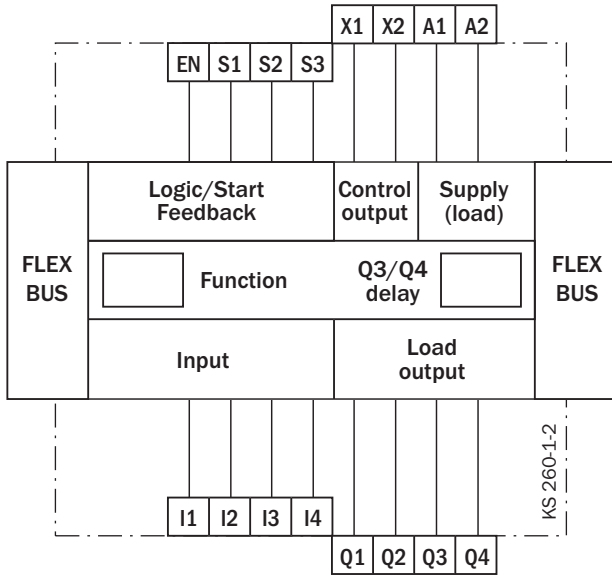 X1 X2 A1 A2
EN S1 S2 S3
Logic/Start
Feedback
Control
output
Supply
(load)
FLEX
BUS
Function
Q3/Q4
delay
FLEX
BUS
Input
Load
output
KS 260-1-2
I1 I2 I3 I4
Q1 Q2 Q3 Q4